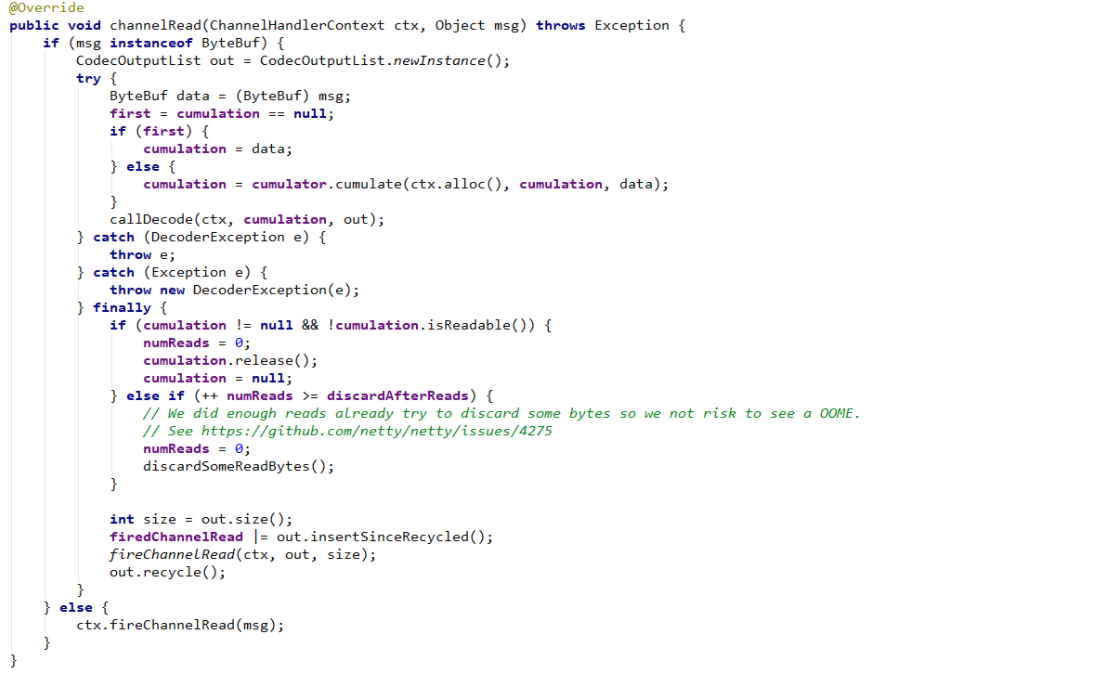 @Override
public void channelRead(ChannelHandlerContext ctx, Object msg) throws Exception {
    if (msg instanceof ByteBuf) {
        CodecOutputList out = CodecOutputList.newInstance();
        try {
            ByteBuf data = (ByteBuf) msg;
            first = cumulation == null;
            if (first) {
                cumulation = data;
            } else {
                cumulation = cumulator.cumulate(ctx.alloc(), cumulation, data);
            }
            callDecode(ctx, cumulation, out);
        } catch (DecoderException e) {
            throw e;
        } catch (Exception e) {
            throw new DecoderException(e);
        } finally {
            if (cumulation != null && !cumulation.isReadable()) {
                numReads = 0;
                cumulation.release();
                cumulation = null;
            } else if (++ numReads >= discardAfterReads) {
                // We did enough reads already try to discard some bytes so we not risk to see a OOME.
                // See https://github.com/netty/netty/issues/4275
                numReads = 0;
                discardSomeReadBytes();
            }

            int size = out.size();
            firedChannelRead |= out.insertSinceRecycled();
            fireChannelRead(ctx, out, size);
            out.recycle();
        }
    } else {
        ctx.fireChannelRead(msg);
    }
}